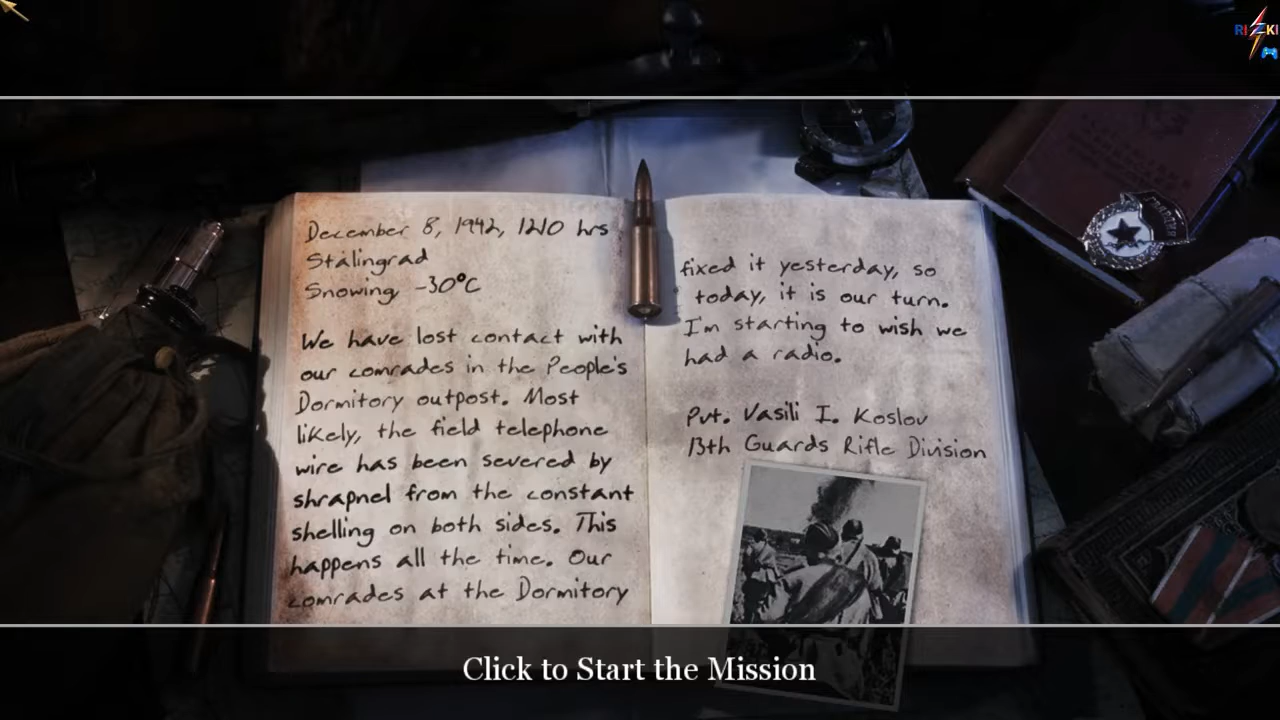 RIZKI
December 8, 1942, 1210 hrs
Stalingrad
Snowing -30°C
We have lost contact with
our comrades in the People's
Dormitory outpost. Most
likely, the field telephone
wire has been severed by
shrapnel from the constant
shelling on both sides. This
happens all the time. Our
comrades at the Dormitory
fixed it yesterday, so
today, it is our turn.
I'm starting to wish we
had a radio.
Pvt. Vasili I. Koslov
13th Guards Rifle Division
Click to Start the Mission